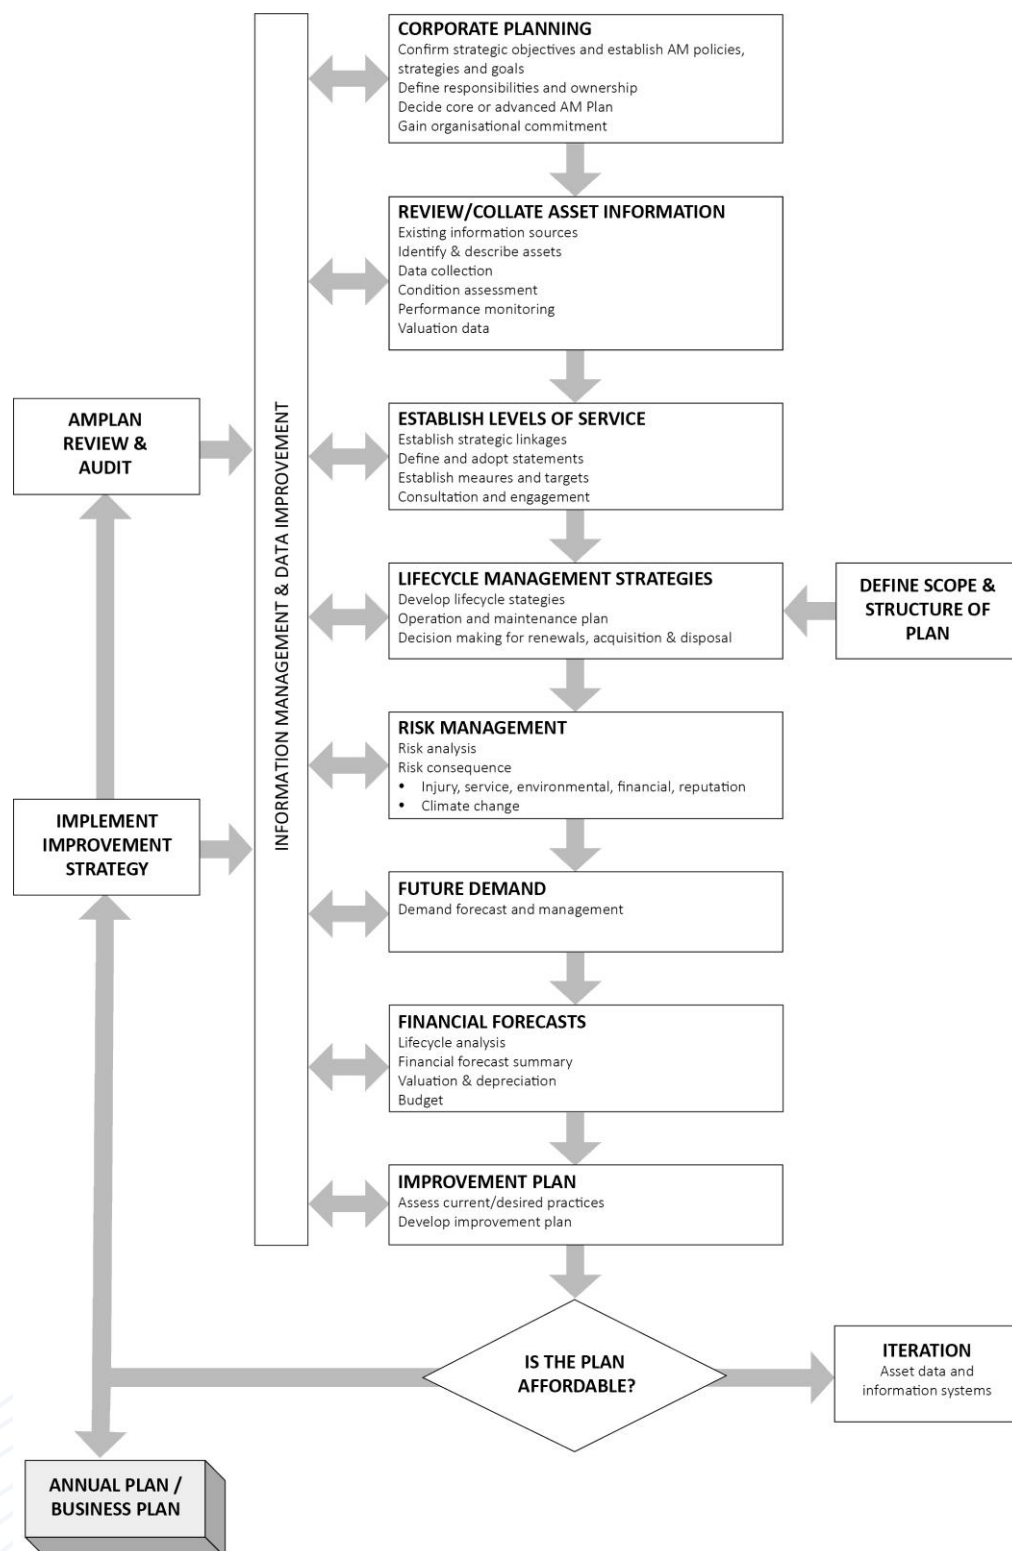 CORPORATE PLANNING
Confirm strategic objectives and establish AM policies,
strategies and goals
Define responsibilities and ownership
Decide core or advanced AM Plan
Gain organisational commitment
REVIEW/COLLATE ASSET INFORMATION
Existing information sources
Identify & describe assets
Data collection
Condition assessment
Performance monitoring
Valuation data
AMPLAN
REVIEW &
AUDIT
INFORMATION MANAGEMENT & DATA IMPROVEMENT
ESTABLISH LEVELS OF SERVICE
Establish strategic linkages
Define and adopt statements
Establish meaures and targets
Consultation and engagement
LIFECYCLE MANAGEMENT STRATEGIES
Develop lifecycle stategies
Operation and maintenance plan
Decision making for renewals, acquisition & disposal
DEFINE SCOPE &
STRUCTURE OF
PLAN
RISK MANAGEMENT
Risk analysis
Risk consequence
• Injury, service, environmental, financial, reputation
• Climate change
IMPLEMENT
IMPROVEMENT
STRATEGY
FUTURE DEMAND
Demand forecast and management
FINANCIAL FORECASTS
Lifecycle analysis
Financial forecast summary
Valuation & depreciation
Budget
IMPROVEMENT PLAN
Assess current/desired practices
Develop improvement plan
IS THE PLAN
AFFORDABLE?
ITERATION
Asset data and
information systems
ANNUAL PLAN /
BUSINESS PLAN